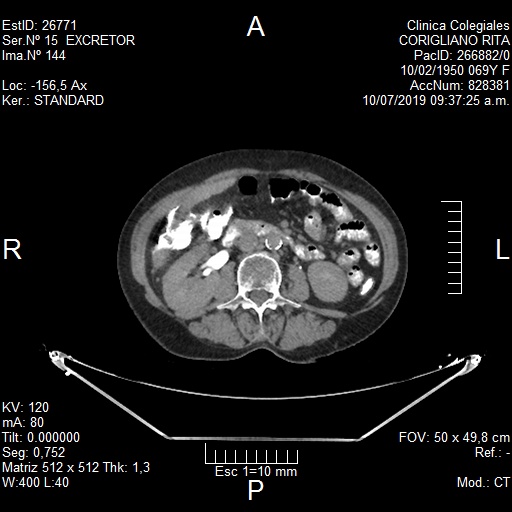 EstID: 26771
Ser.Nº 15 EXCRETOR
Ima.Nº 144
Loc: -156,5 Ax
Ker.: STANDARD
A
Clinica Colegiales
CORIGLIANO RITA
PacID: 266882/0
10/02/1950 069Y F
AccNum: 828381
10/07/2019 09:37:25 a.m.
R
L
KV: 120
mA: 80
Tilt: 0.000000
Seg: 0,752
Matriz 512 x 512 Thk: 1,3
W:400 L:40
Esc 1=10 mm
P
FOV: 50 x 49,8 cm
Ref.: -
Mod.: CT